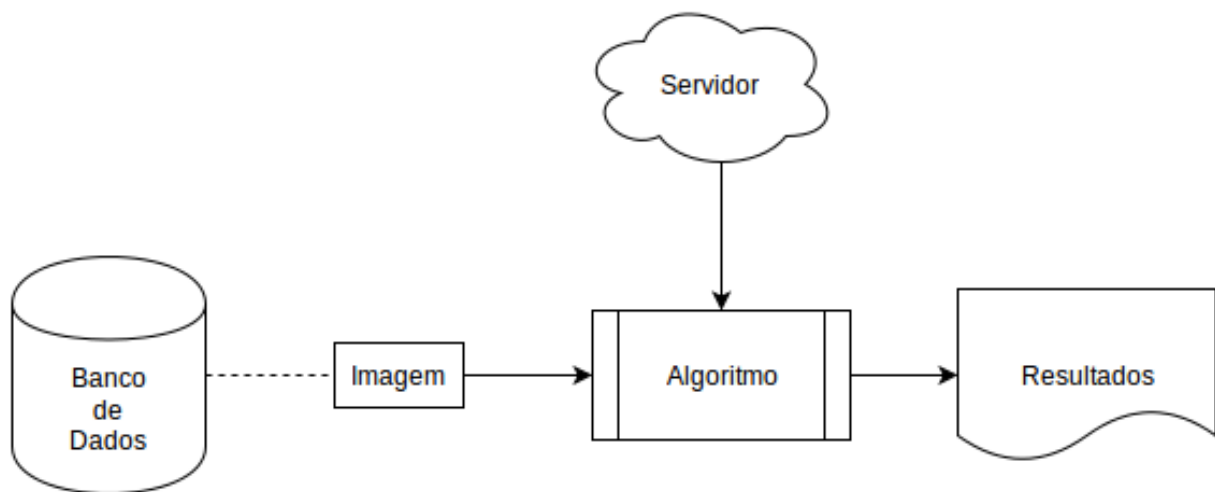 Servidor
Banco
de
Dados
Imagem
Algoritmo
Resultados